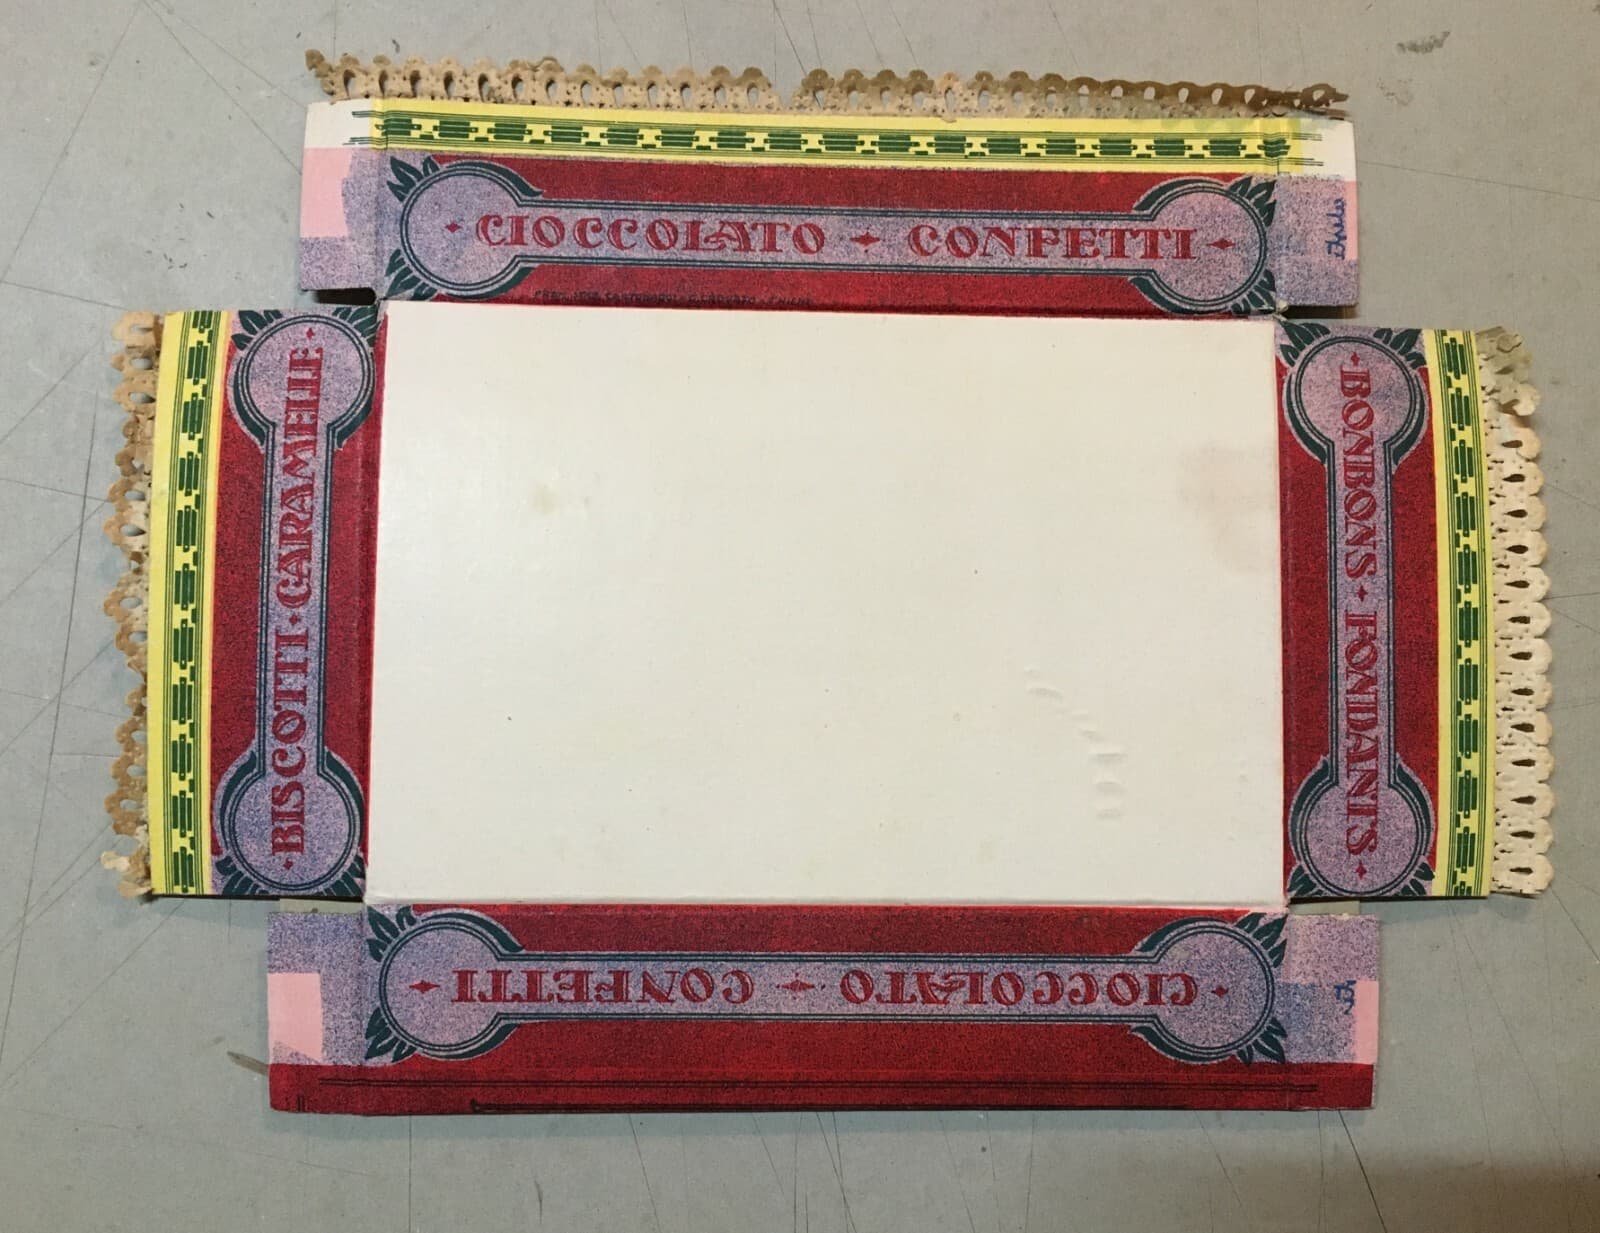 CIOCCOLATO ✦ CONFETTI
BISCOTTI · CARAMELLE
BONBONS ✦ FONDANTS
CIOCCOLATO ✦ CONFETTI